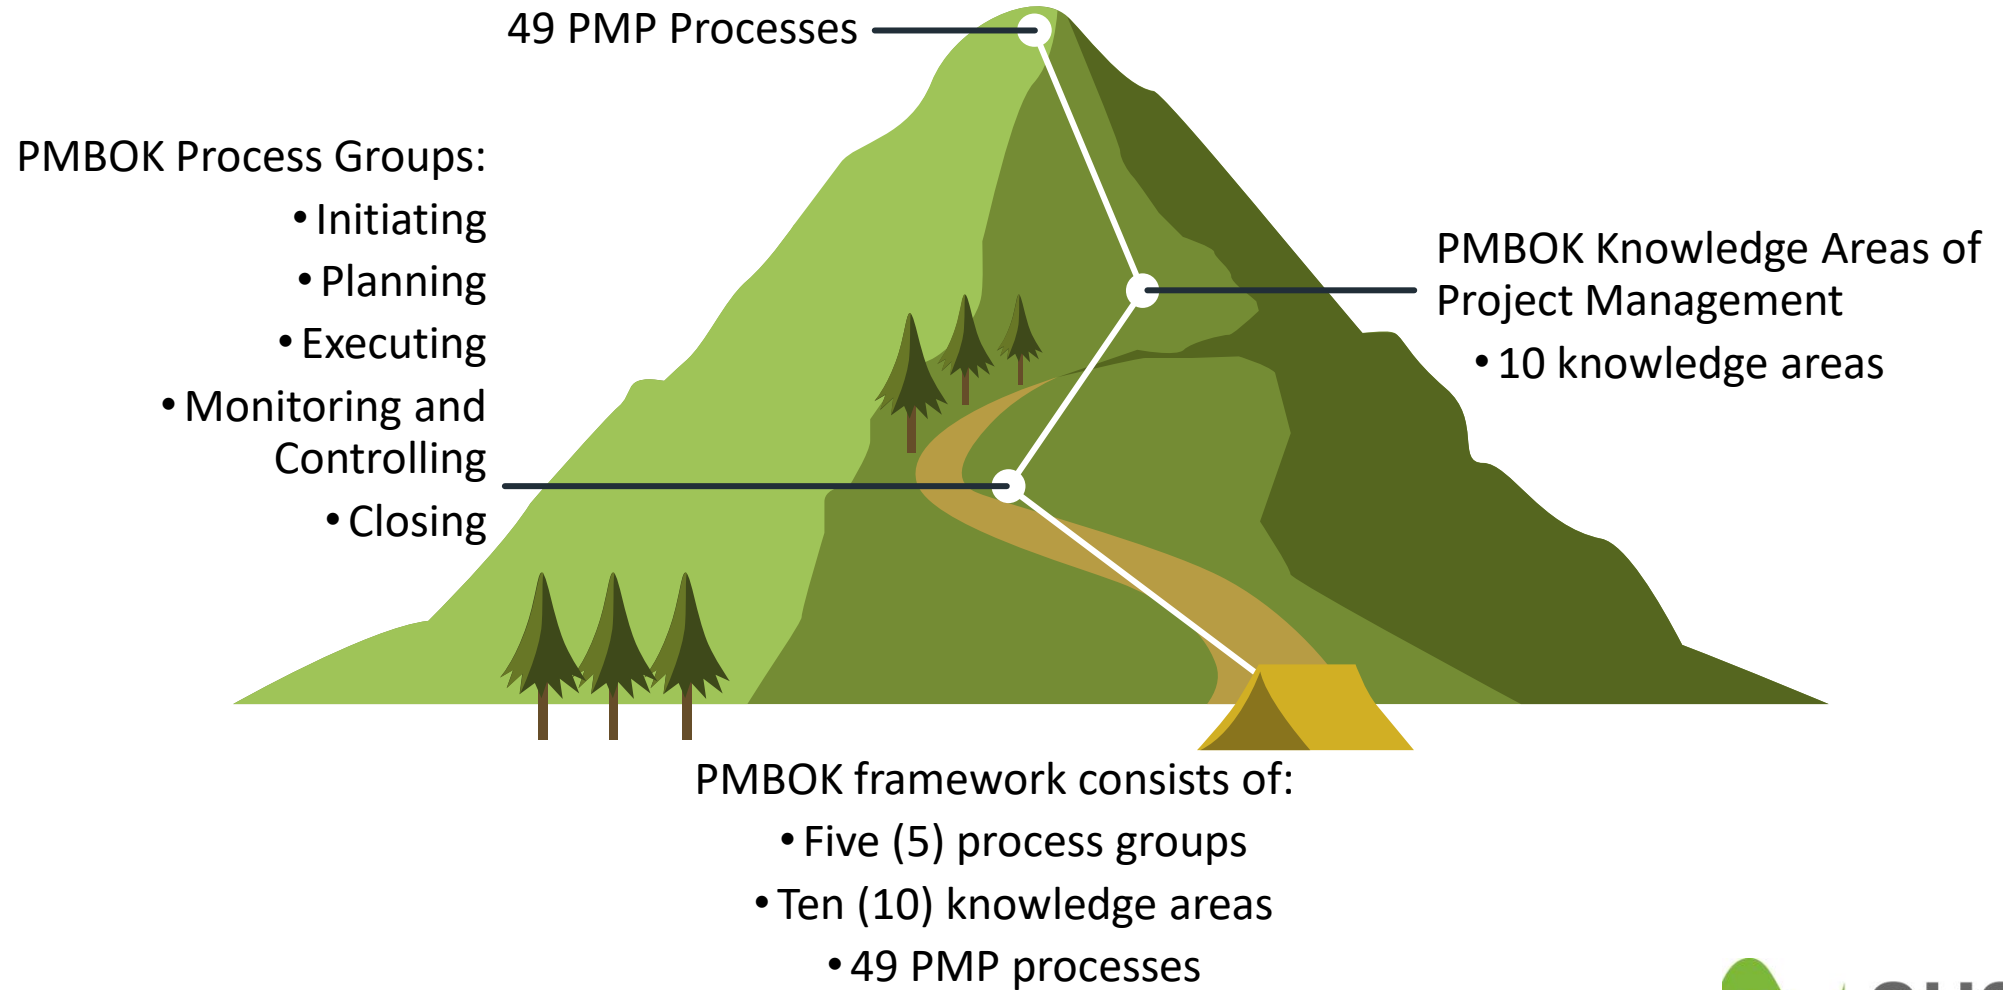 49 PMP Processes
PMBOK Process Groups:
• Initiating
• Planning
• Executing
• Monitoring and
Controlling
• Closing
PMBOK Knowledge Areas of
Project Management
• 10 knowledge areas
PMBOK framework consists of:
• Five (5) process groups
• Ten (10) knowledge areas
• 49 PMP processes